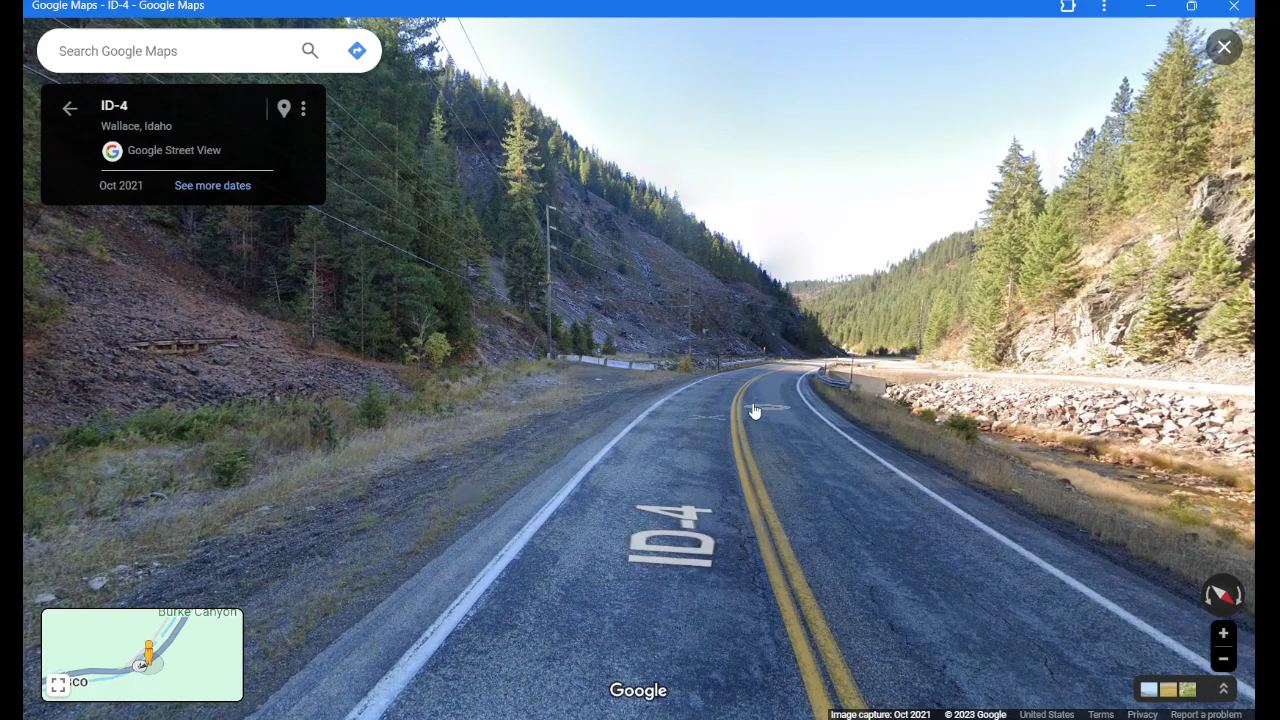 Google Maps - ID-4 - Google Maps
Search Google Maps
ID-4
Wallace, Idaho
Google Street View
Oct 2021 See more dates
ID-4
Burke Canyon
sco
Google
Image capture: Oct 2021 © 2023 Google United States Terms Privacy Report a problem